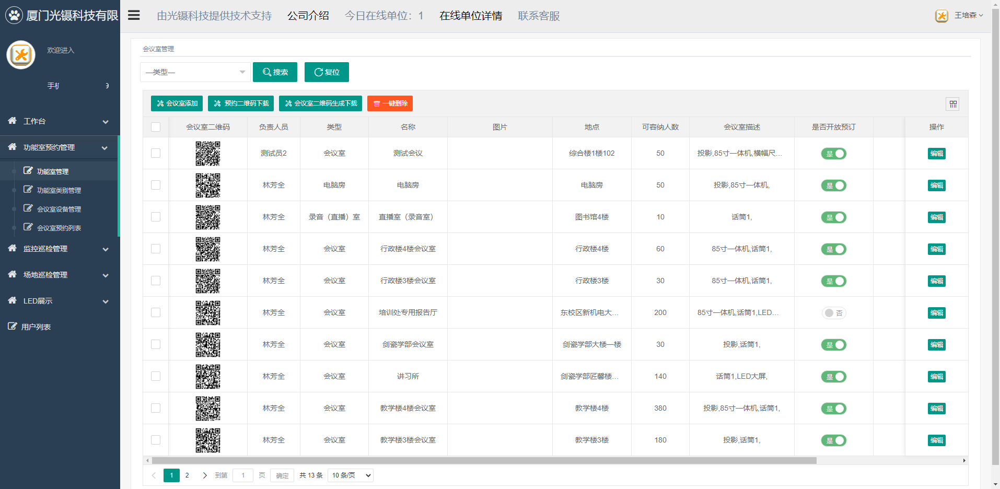 厦门光镊科技有限
由光镊科技提供技术支持 公司介绍 今日在线单位：1 在线单位详情 联系客服
王培森
欢迎进入
手机 9
工作台
功能室预约管理
功能室管理
功能室类别管理
会议室设备管理
会议室预约列表
监控巡检管理
场地巡检管理
LED展示
用户列表
会议室管理
—类型— 搜索 复位
会议室添加 预约二维码下载 会议室二维码生成下载 一键删除
会议室二维码 负责人员 类型 名称 图片 地点 可容纳人数 会议室描述 是否开放预订 操作
测试员2 会议室 测试会议 综合楼1楼102 50 投影,85寸一体机,横幅尺... 是 编辑
林芳全 电脑房 电脑房 电脑房 50 投影,85寸一体机, 是 编辑
林芳全 录音（直播）室 直播室（录音室） 图书馆4楼 10 话筒1, 是 编辑
林芳全 会议室 行政楼4楼会议室 行政楼4楼 60 85寸一体机,话筒1, 是 编辑
林芳全 会议室 行政楼3楼会议室 行政楼3楼 30 85寸一体机,话筒1, 是 编辑
林芳全 会议室 培训处专用报告厅 东校区新机电大... 200 85寸一体机,话筒1,LED... 否 编辑
林芳全 会议室 剑瓷学部会议室 剑瓷学部大楼一楼 30 投影,话筒1, 是 编辑
林芳全 会议室 讲习所 剑瓷学部匠馨楼... 140 话筒1,LED大屏, 是 编辑
林芳全 会议室 教学楼4楼会议室 教学楼4楼 380 投影,85寸一体机,话筒1, 是 编辑
林芳全 会议室 教学楼3楼会议室 教学楼3楼 180 投影,话筒1, 是 编辑
1 2 到第 1 页 确定 共 13 条 10 条/页